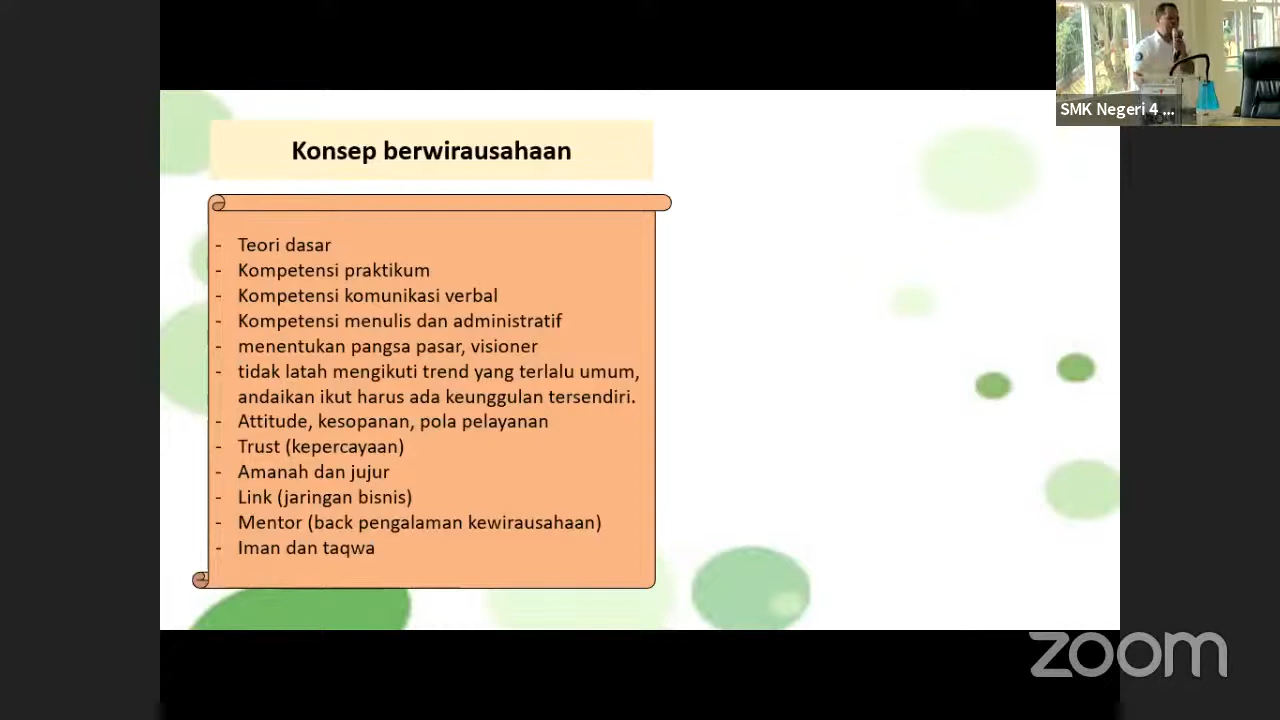 SMK Negeri 4 ...
Konsep berwirausahaan
- Teori dasar
- Kompetensi praktikum
- Kompetensi komunikasi verbal
- Kompetensi menulis dan administratif
- menentukan pangsa pasar, visioner
- tidak latah mengikuti trend yang terlalu umum,
andaikan ikut harus ada keunggulan tersendiri.
- Attitude, kesopanan, pola pelayanan
- Trust (kepercayaan)
- Amanah dan jujur
- Link (jaringan bisnis)
- Mentor (back pengalaman kewirausahaan)
- Iman dan taqwa
zoom